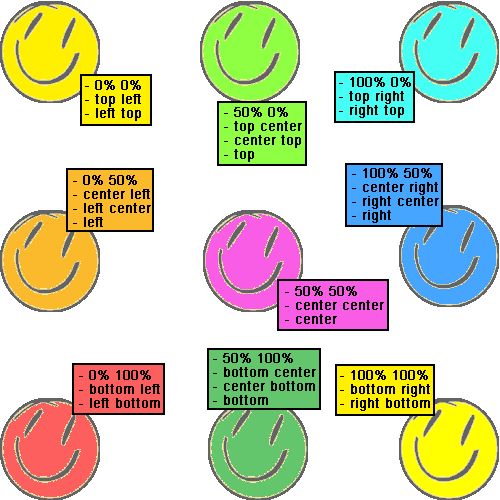 - 0% 0%
- top left
- left top
- 50% 0%
- top center
- center top
- top
- 100% 0%
- top right
- right top
- 0% 50%
- center left
- left center
- left
- 50% 50%
- center center
- center
- 100% 50%
- center right
- right center
- right
- 0% 100%
- bottom left
- left bottom
- 50% 100%
- bottom center
- center bottom
- bottom
- 100% 100%
- bottom right
- right bottom